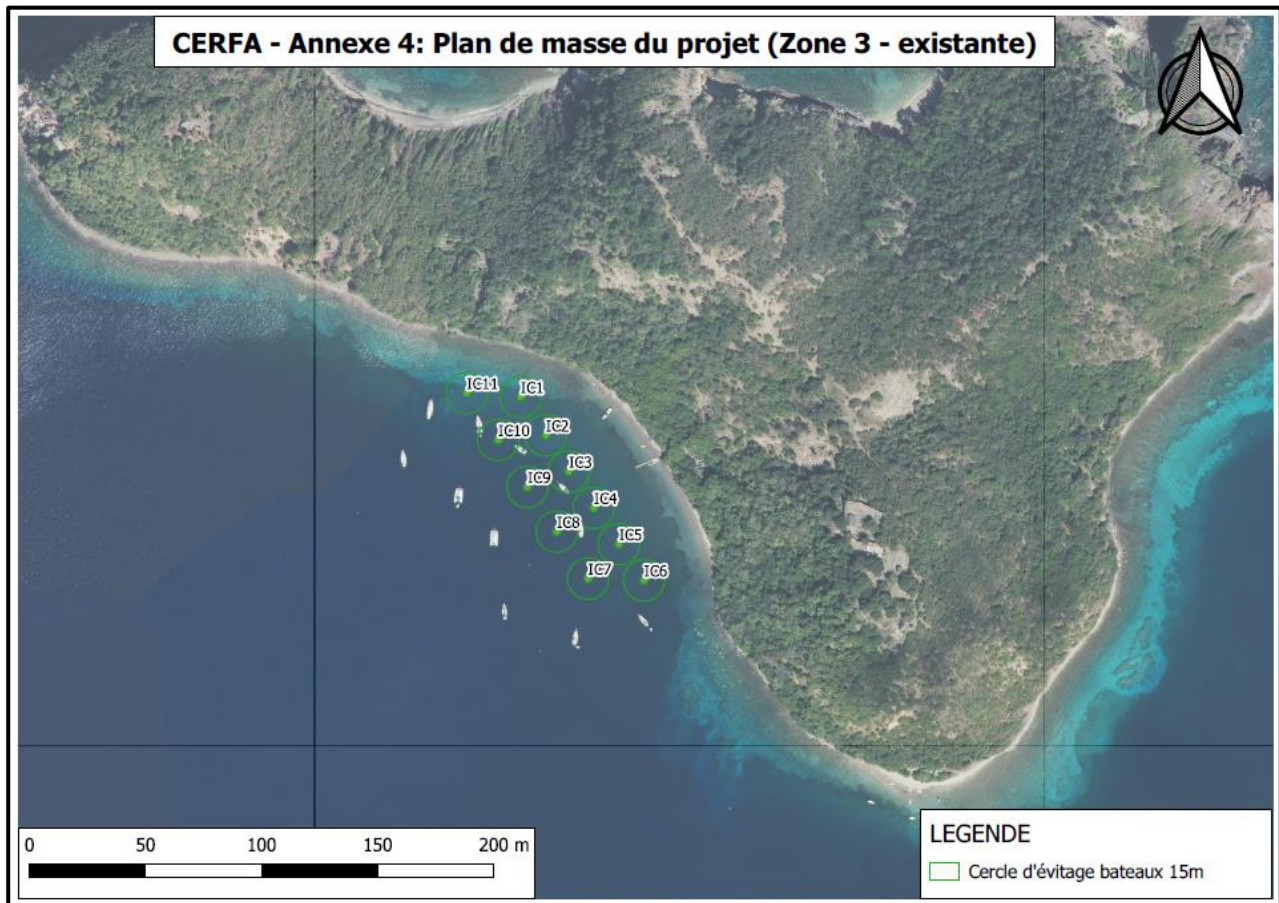 CERFA - Annexe 4: Plan de masse du projet (Zone 3 - existante)
IC11
IC1
IC10
IC2
IC3
IC9
IC4
IC8
IC5
IC7
IC6
0 50 100 150 200 m
LEGENDE
Cercle d'évitage bateaux 15m